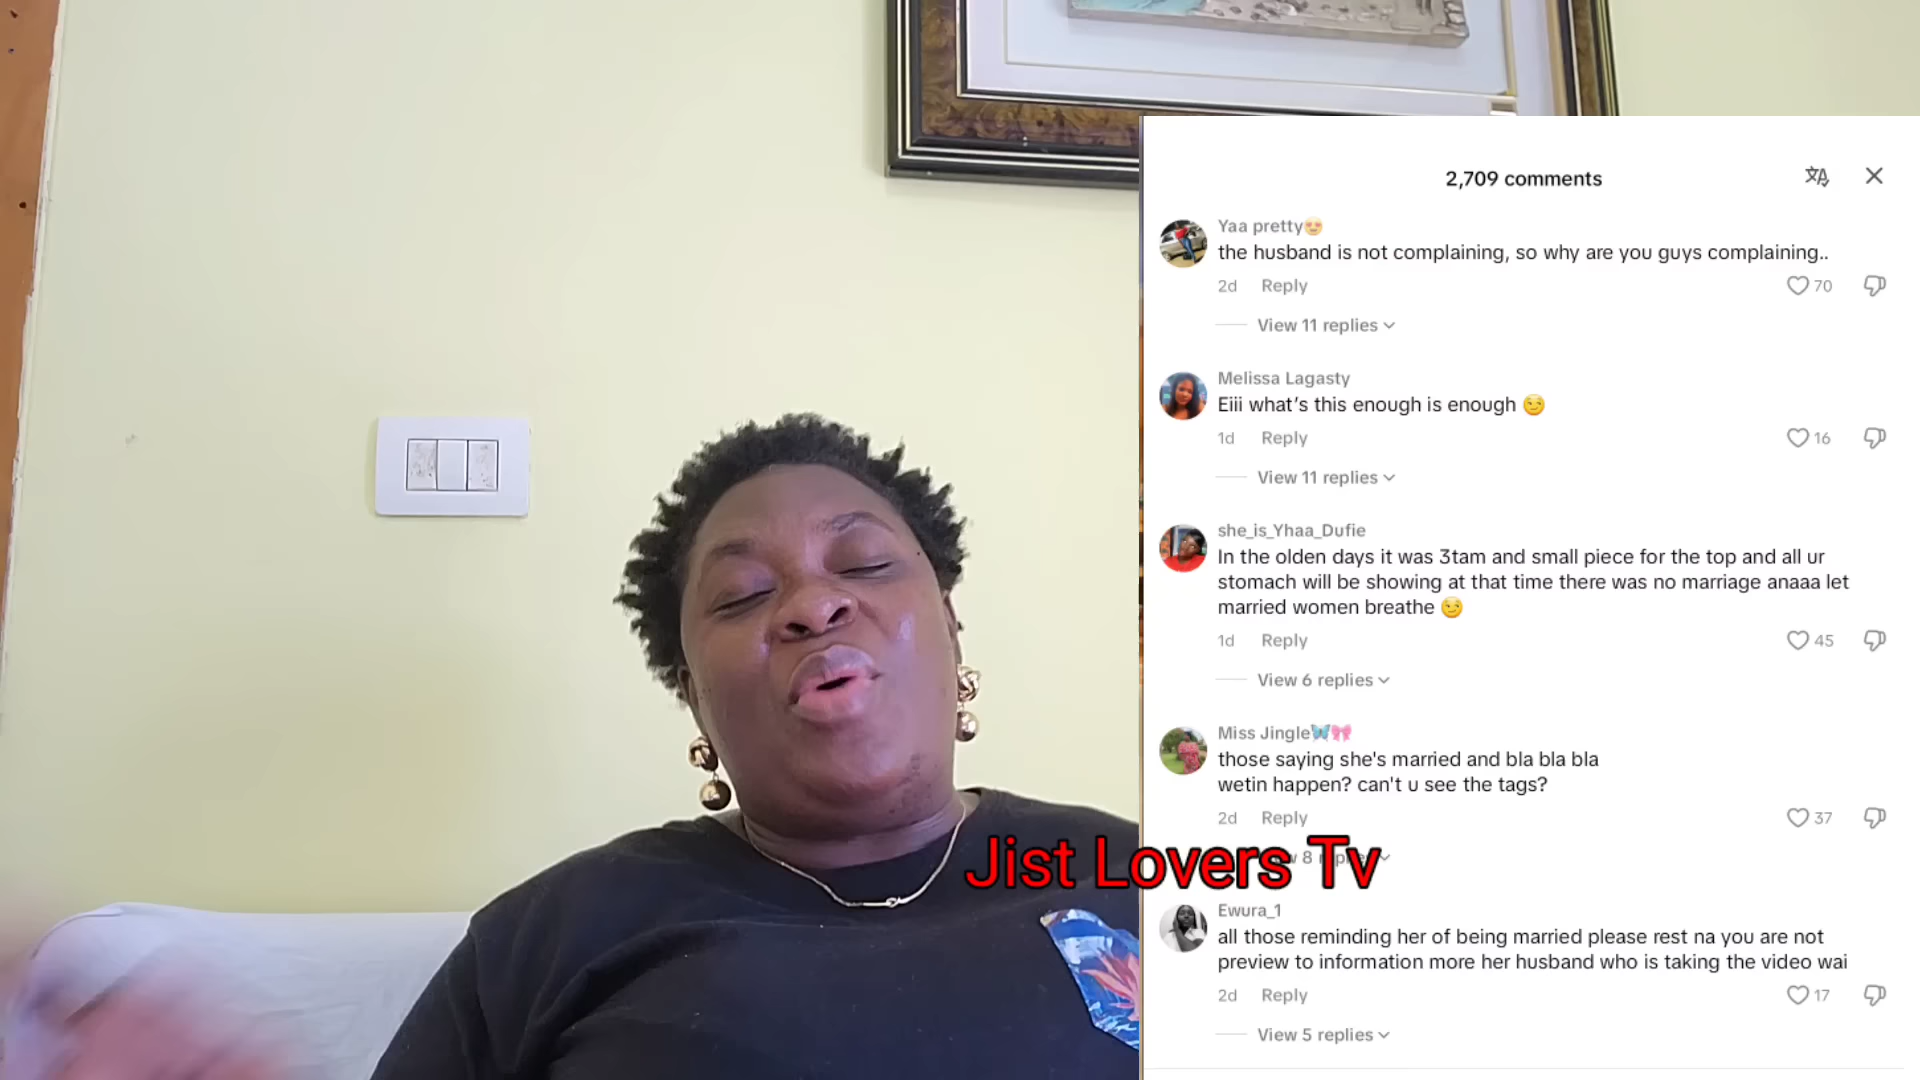 2,709 comments
Yaa pretty😍
the husband is not complaining, so why are you guys complaining..
2d Reply 70
View 11 replies
Melissa Lagasty
Eiii what's this enough is enough 😏
1d Reply 16
View 11 replies
she_is_Yhaa_Dufie
In the olden days it was 3tam and small piece for the top and all ur
stomach will be showing at that time there was no marriage anaaa let
married women breathe 😏
1d Reply 45
View 6 replies
Miss Jingle🦋🎀
those saying she's married and bla bla bla
wetin happen? can't u see the tags?
2d Reply 37
Jist Lovers Tv
Ewura_1
all those reminding her of being married please rest na you are not
preview to information more her husband who is taking the video wai
2d Reply 17
View 5 replies